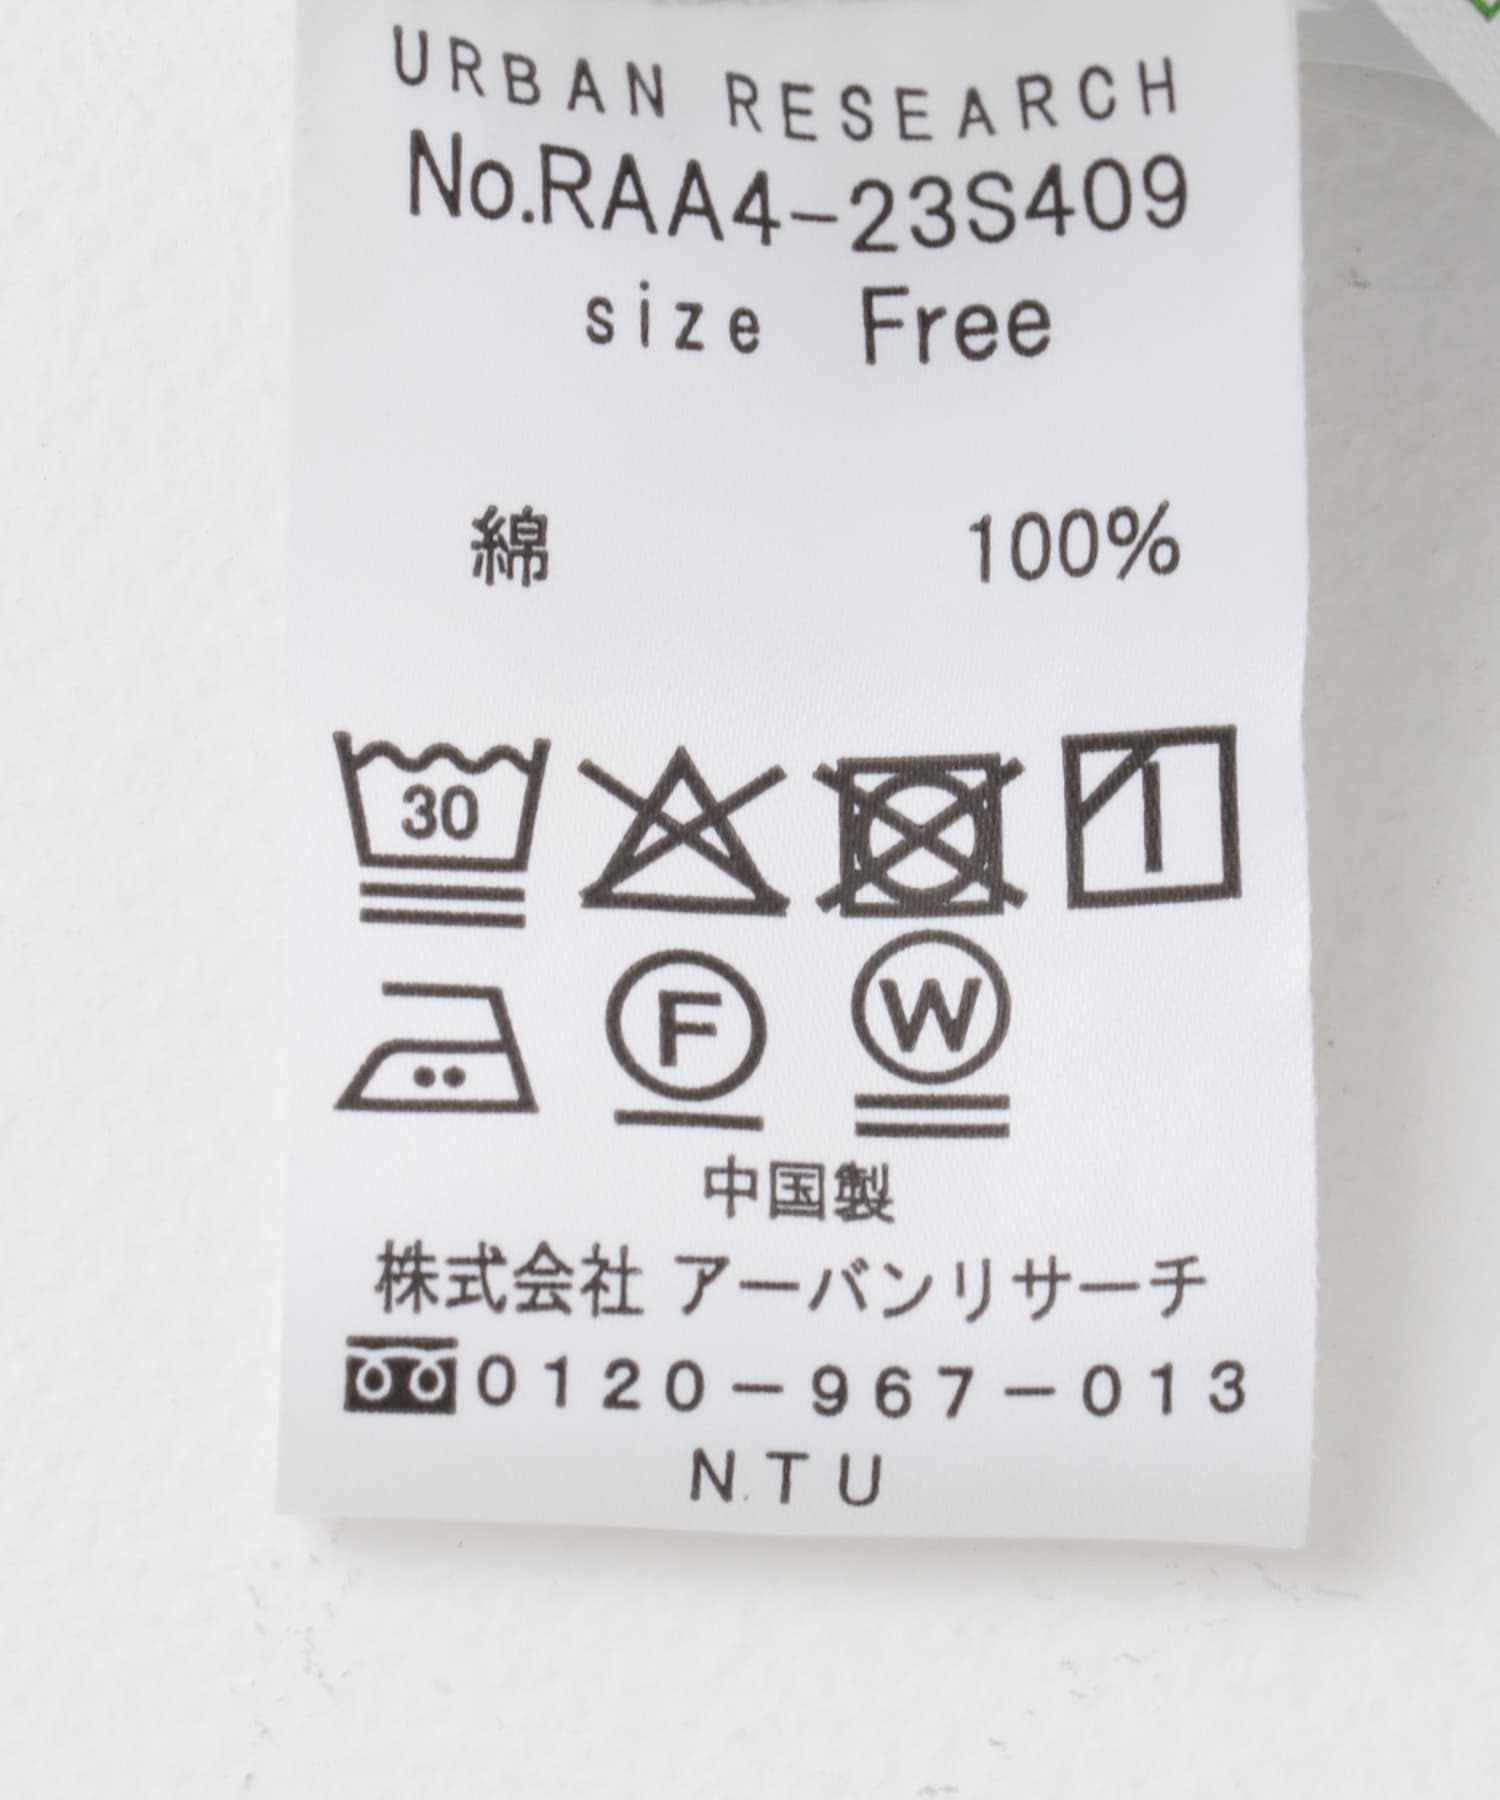 URBAN RESEARCH
No.RAA4-23S409
size Free
綿 100%
30
F W
中国製
株式会社 アーバンリサーチ
0120-967-013
N.T U